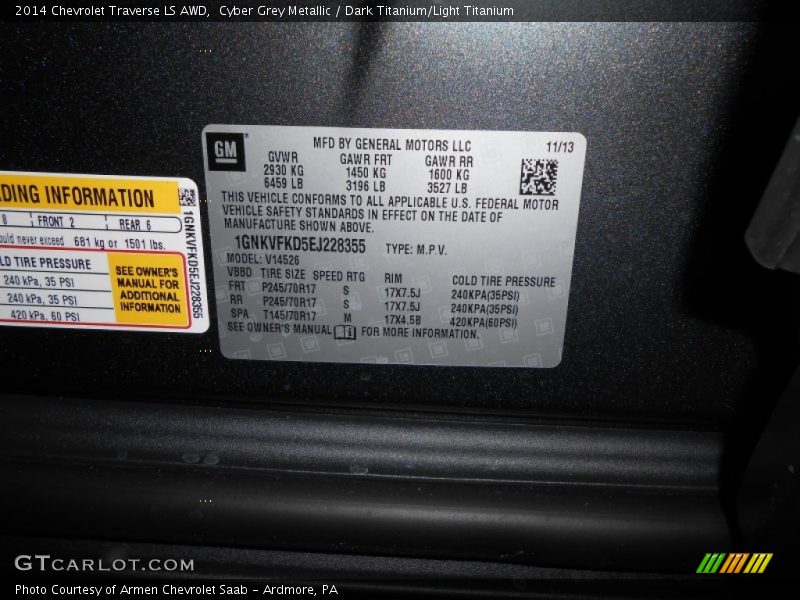 2014 Chevrolet Traverse LS AWD,  Cyber Grey Metallic / Dark Titanium/Light Titanium
GM
MFD BY GENERAL MOTORS LLC 11/13
GVWR GAWR FRT GAWR RR
2930 KG 1450 KG 1600 KG
6459 LB 3196 LB 3527 LB
THIS VEHICLE CONFORMS TO ALL APPLICABLE U.S. FEDERAL MOTOR
VEHICLE SAFETY STANDARDS IN EFFECT ON THE DATE OF
MANUFACTURE SHOWN ABOVE.
1GNKVFKD5EJ228355 TYPE: M.P.V.
MODEL: V14526
VBBD TIRE SIZE SPEED RTG RIM COLD TIRE PRESSURE
FRT P245/70R17 S 17X7.5J 240KPA(35PSI)
RR P245/70R17 S 17X7.5J 240KPA(35PSI)
SPA T145/70R17 M 17X4.5B 420KPA(60PSI)
SEE OWNER'S MANUAL FOR MORE INFORMATION.
DING INFORMATION
8 FRONT 2 REAR 6
ould never exceed 681 kg or 1501 lbs.
LD TIRE PRESSURE
240 kPa, 35 PSI
240 kPa, 35 PSI
420 kPa, 60 PSI
SEE OWNER'S
MANUAL FOR
ADDITIONAL
INFORMATION
1GNKVFKD5EJ228355
GTCARLOT.COM
Photo Courtesy of Armen Chevrolet Saab - Ardmore, PA